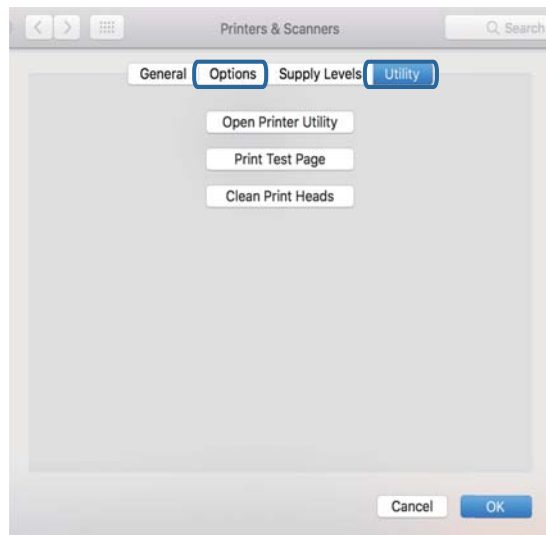 Printers & Scanners
Search
General Options Supply Levels Utility
Open Printer Utility
Print Test Page
Clean Print Heads
Cancel OK